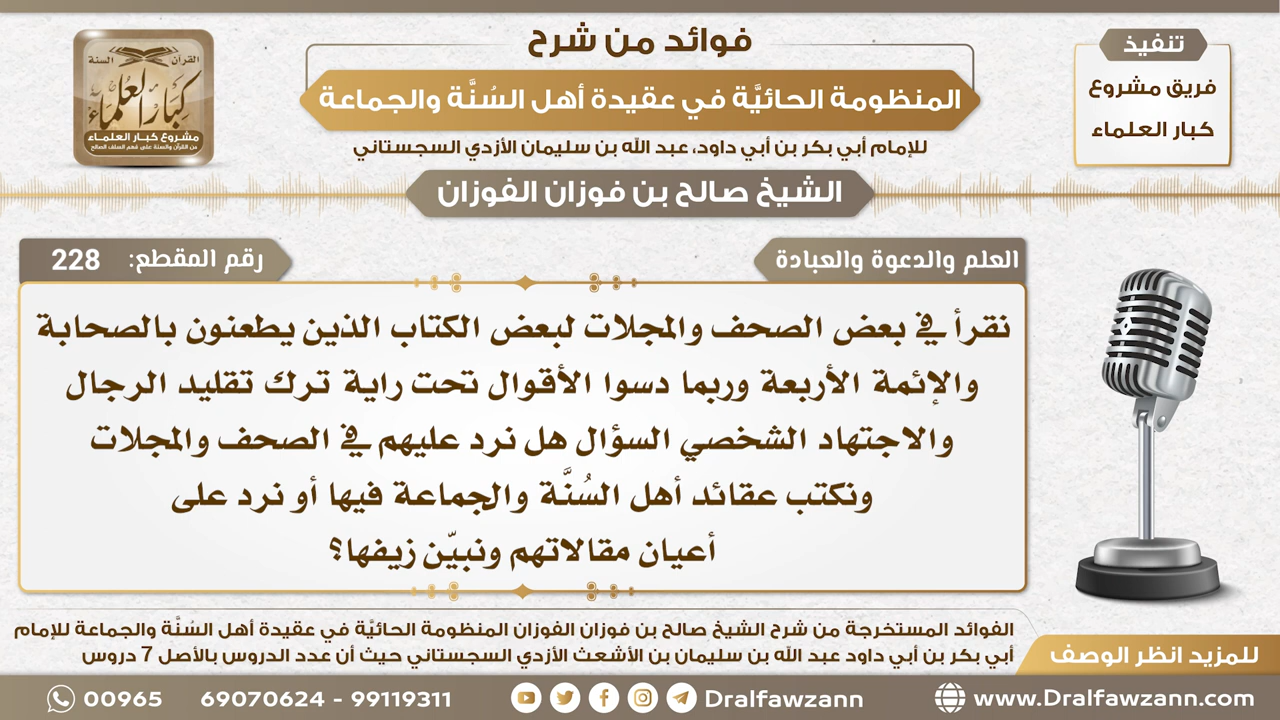 فوائد من شرح
المنظومة الحائيَّة في عقيدة أهل السُنَّة والجماعة
للإمام أبي بكر بن أبي داود، عبد الله بن سليمان الأزدي السجستاني
الشيخ صالح بن فوزان الفوزان
تنفيذ
فريق مشروع
كبار العلماء
القرآن السنة
كبار العلماء
مشروع كبار العلماء
من القرآن والسنة على فهم السلف الصالح
العلم والدعوة والعبادة
رقم المقطع: 228
نقرأ في بعض الصحف والمجلات لبعض الكتاب الذين يطعنون بالصحابة
والإئمة الأربعة وربما دسوا الأقوال تحت راية ترك تقليد الرجال
والاجتهاد الشخصي السؤال هل نرد عليهم في الصحف والمجلات
ونكتب عقائد أهل السُنَّة والجماعة فيها أو نرد على
أعيان مقالاتهم ونبيّن زيفها؟
الفوائد المستخرجة من شرح الشيخ صالح بن فوزان الفوزان المنظومة الحائيَّة في عقيدة أهل السُنَّة والجماعة للإمام
أبي بكر بن أبي داود عبد الله بن سليمان بن الأشعث الأزدي السجستاني حيث أن عدد الدروس بالأصل 7 دروس
للمزيد انظر الوصف
00965 69070624 - 99119311
Dralfawzann
www.Dralfawzann.com